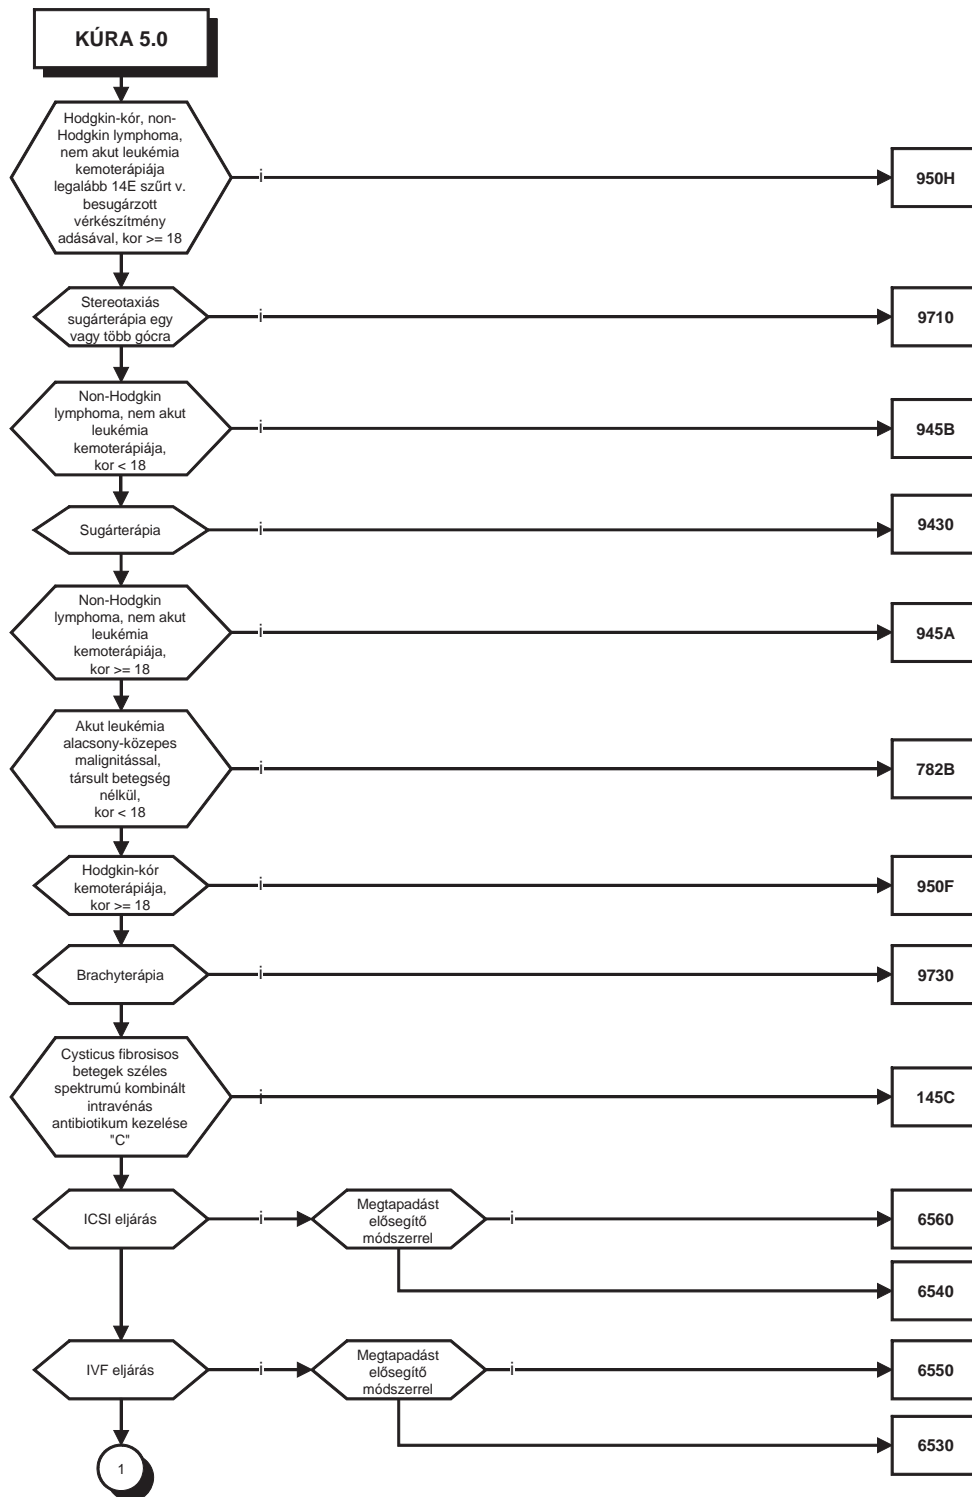 KÚRA 5.0
Hodgkin-kór, non-
Hodgkin lymphoma,
nem akut leukémia
kemoterápiája
legalább 14E szűrt v.
besugárzott
vérkészítmény
adásával, kor >= 18
i
950H
Stereotaxiás
sugárterápia egy
vagy több gócra
i
9710
Non-Hodgkin
lymphoma, nem akut
leukémia
kemoterápiája,
kor < 18
i
945B
Sugárterápia
i
9430
Non-Hodgkin
lymphoma, nem akut
leukémia
kemoterápiája,
kor >= 18
i
945A
Akut leukémia
alacsony-közepes
malignitással,
társult betegség
nélkül,
kor < 18
i
782B
Hodgkin-kór
kemoterápiája,
kor >= 18
i
950F
Brachyterápia
i
9730
Cysticus fibrosisos
betegek széles
spektrumú kombinált
intravénás
antibiotikum kezelése
"C"
i
145C
ICSI eljárás
i
Megtapadást
elősegítő
módszerrel
i
6560
6540
IVF eljárás
i
Megtapadást
elősegítő
módszerrel
i
6550
6530
1